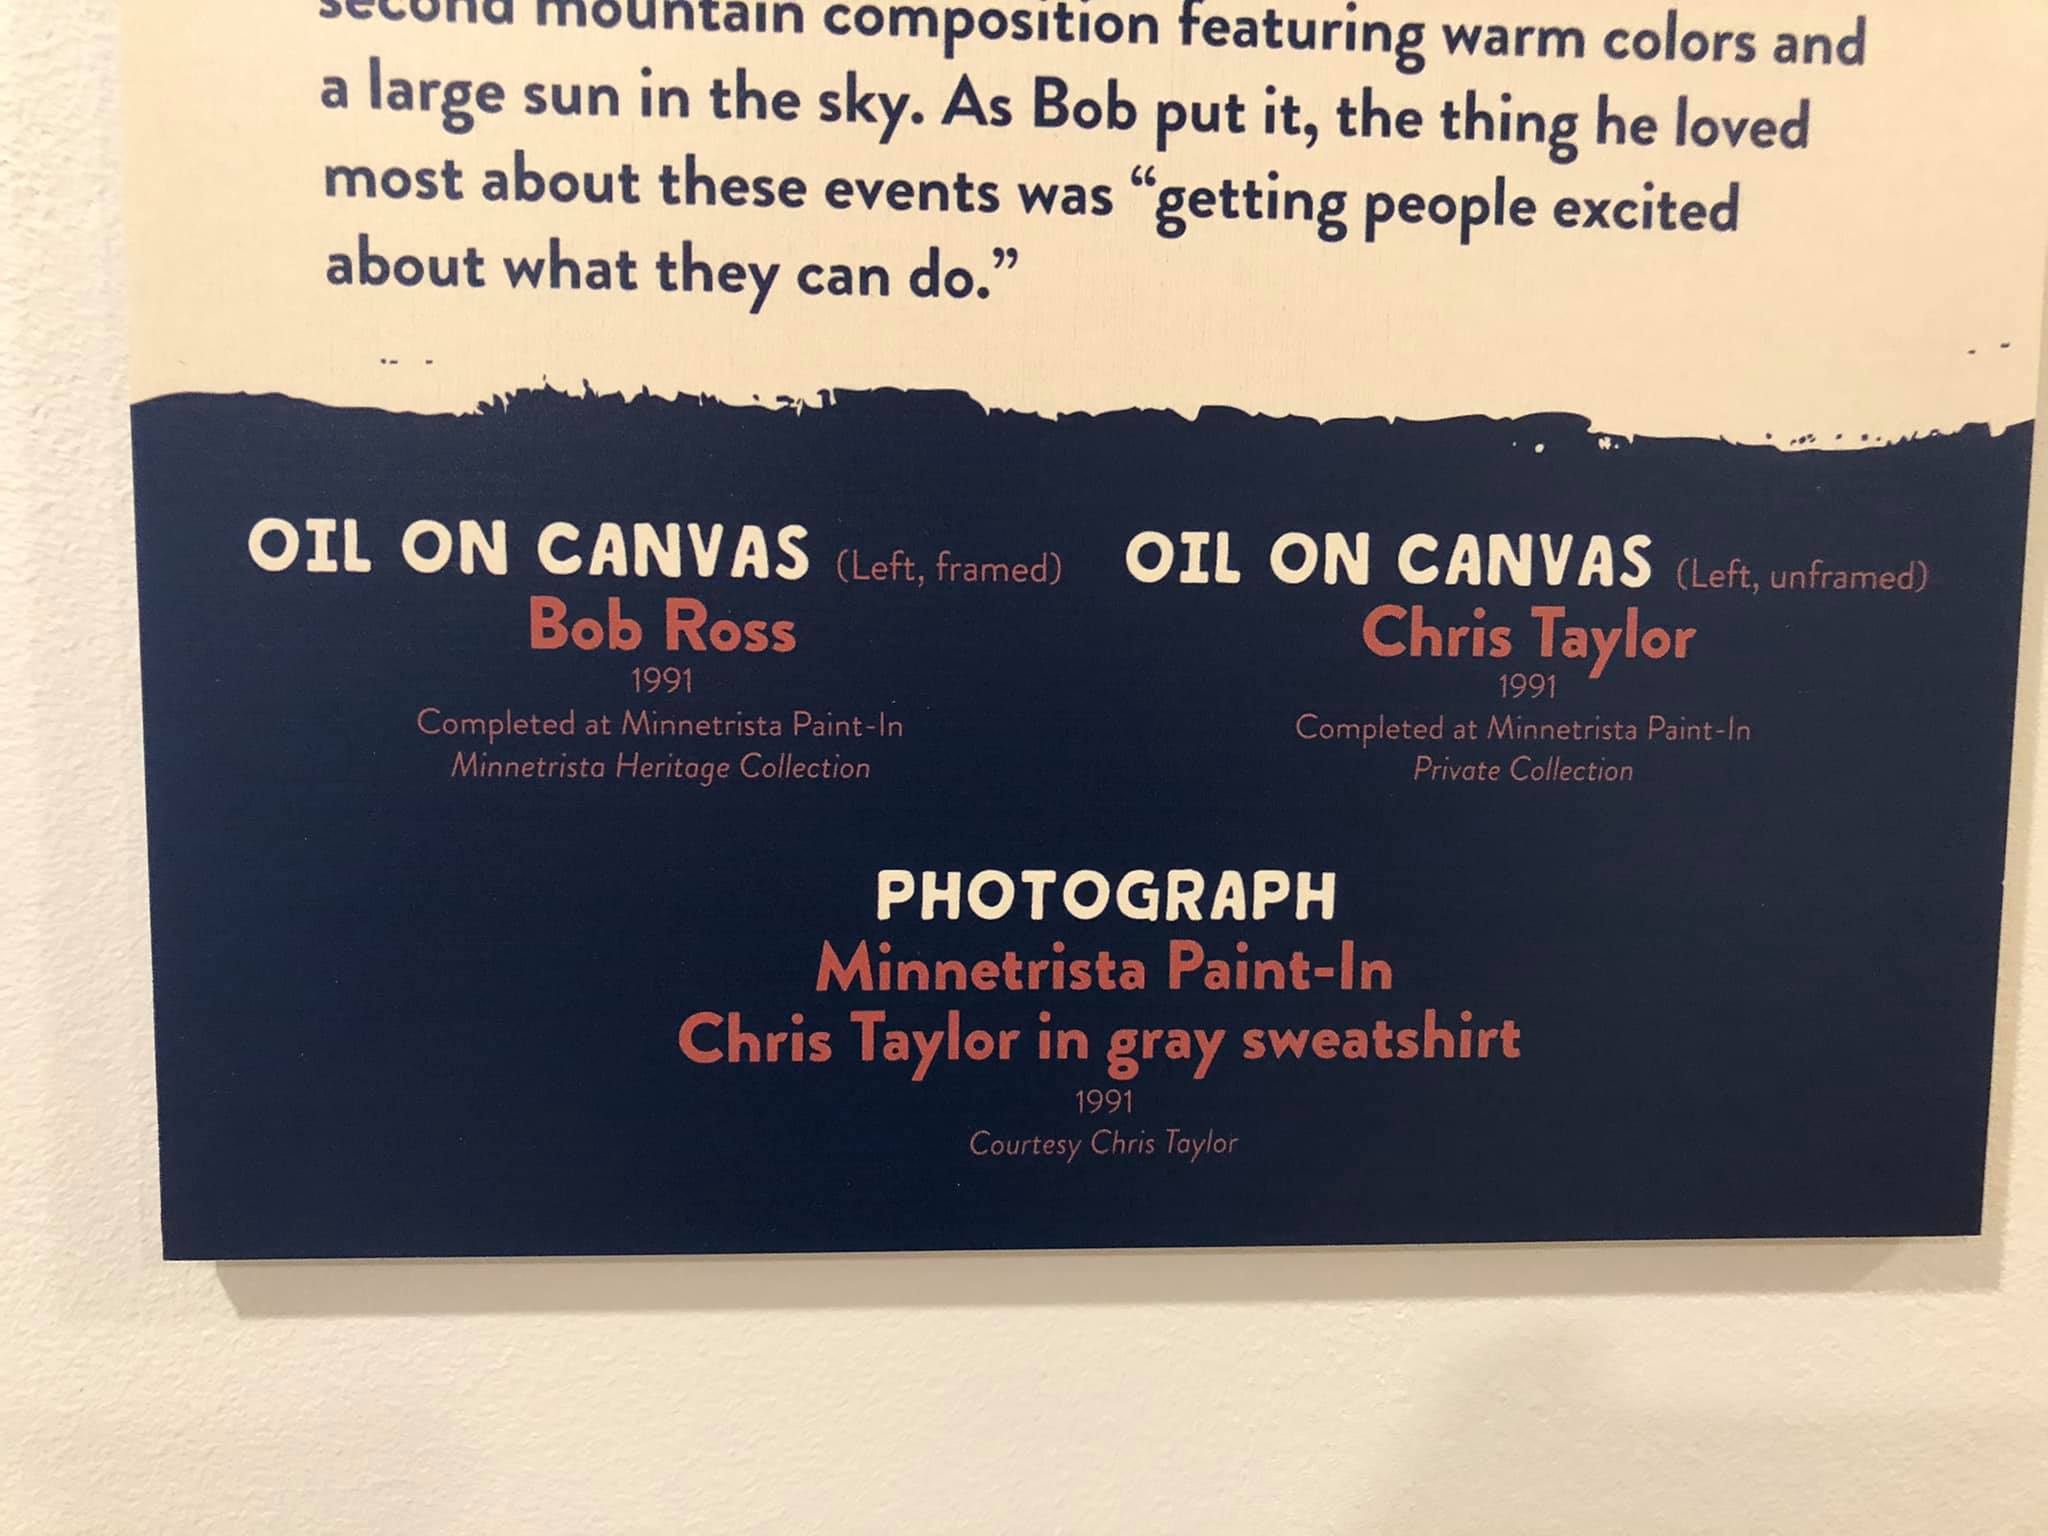 second mountain composition featuring warm colors and
a large sun in the sky. As Bob put it, the thing he loved
most about these events was “getting people excited
about what they can do.”
OIL ON CANVAS (Left, framed)
Bob Ross
1991
Completed at Minnetrista Paint-In
Minnetrista Heritage Collection
OIL ON CANVAS (Left, unframed)
Chris Taylor
1991
Completed at Minnetrista Paint-In
Private Collection
PHOTOGRAPH
Minnetrista Paint-In
Chris Taylor in gray sweatshirt
1991
Courtesy Chris Taylor